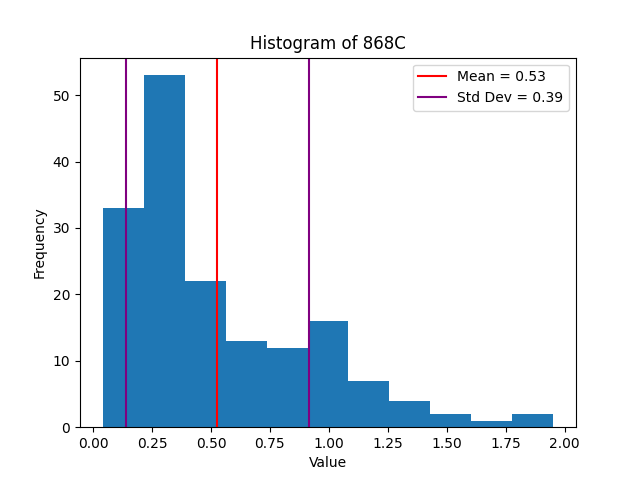 Histogram of 868C
Mean = 0.53
Std Dev = 0.39
Frequency
50
40
30
20
10
0
0.00 0.25 0.50 0.75 1.00 1.25 1.50 1.75 2.00
Value